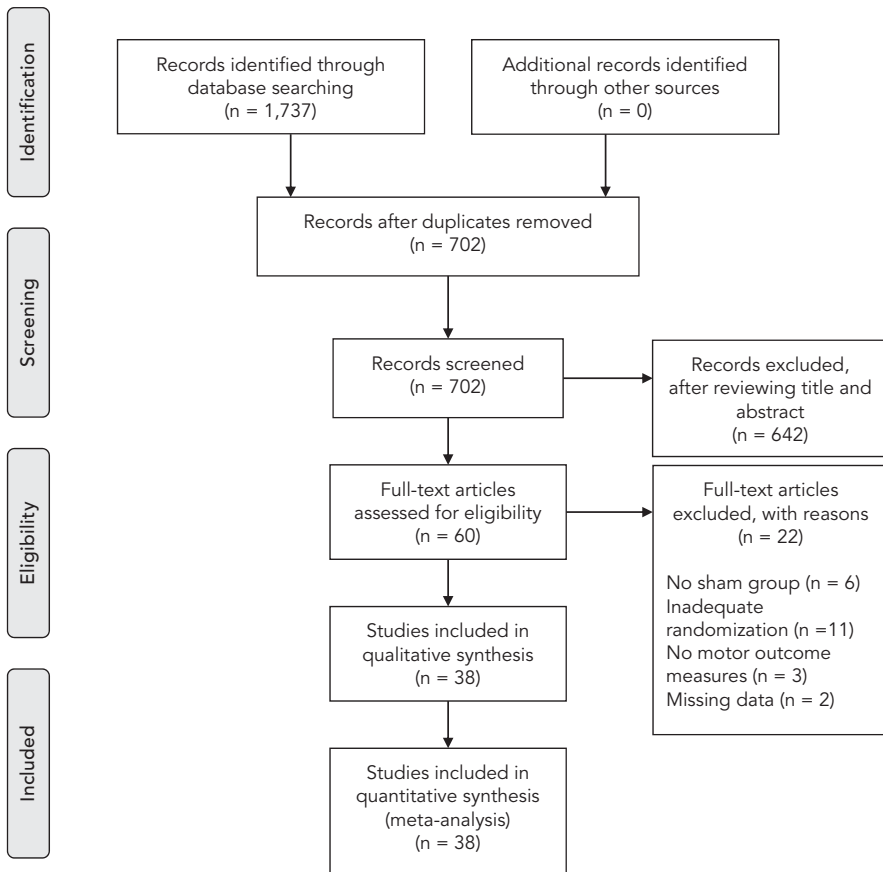 Identification
Records identified through
database searching
(n = 1,737)
Additional records identified
through other sources
(n = 0)
Records after duplicates removed
(n = 702)
Screening
Records screened
(n = 702)
Records excluded,
after reviewing title and
abstract
(n = 642)
Eligibility
Full-text articles
assessed for eligibility
(n = 60)
Full-text articles
excluded, with reasons
(n = 22)
No sham group (n = 6)
Inadequate
randomization (n =11)
No motor outcome
measures (n = 3)
Missing data (n = 2)
Studies included in
qualitative synthesis
(n = 38)
Included
Studies included in
quantitative synthesis
(meta-analysis)
(n = 38)